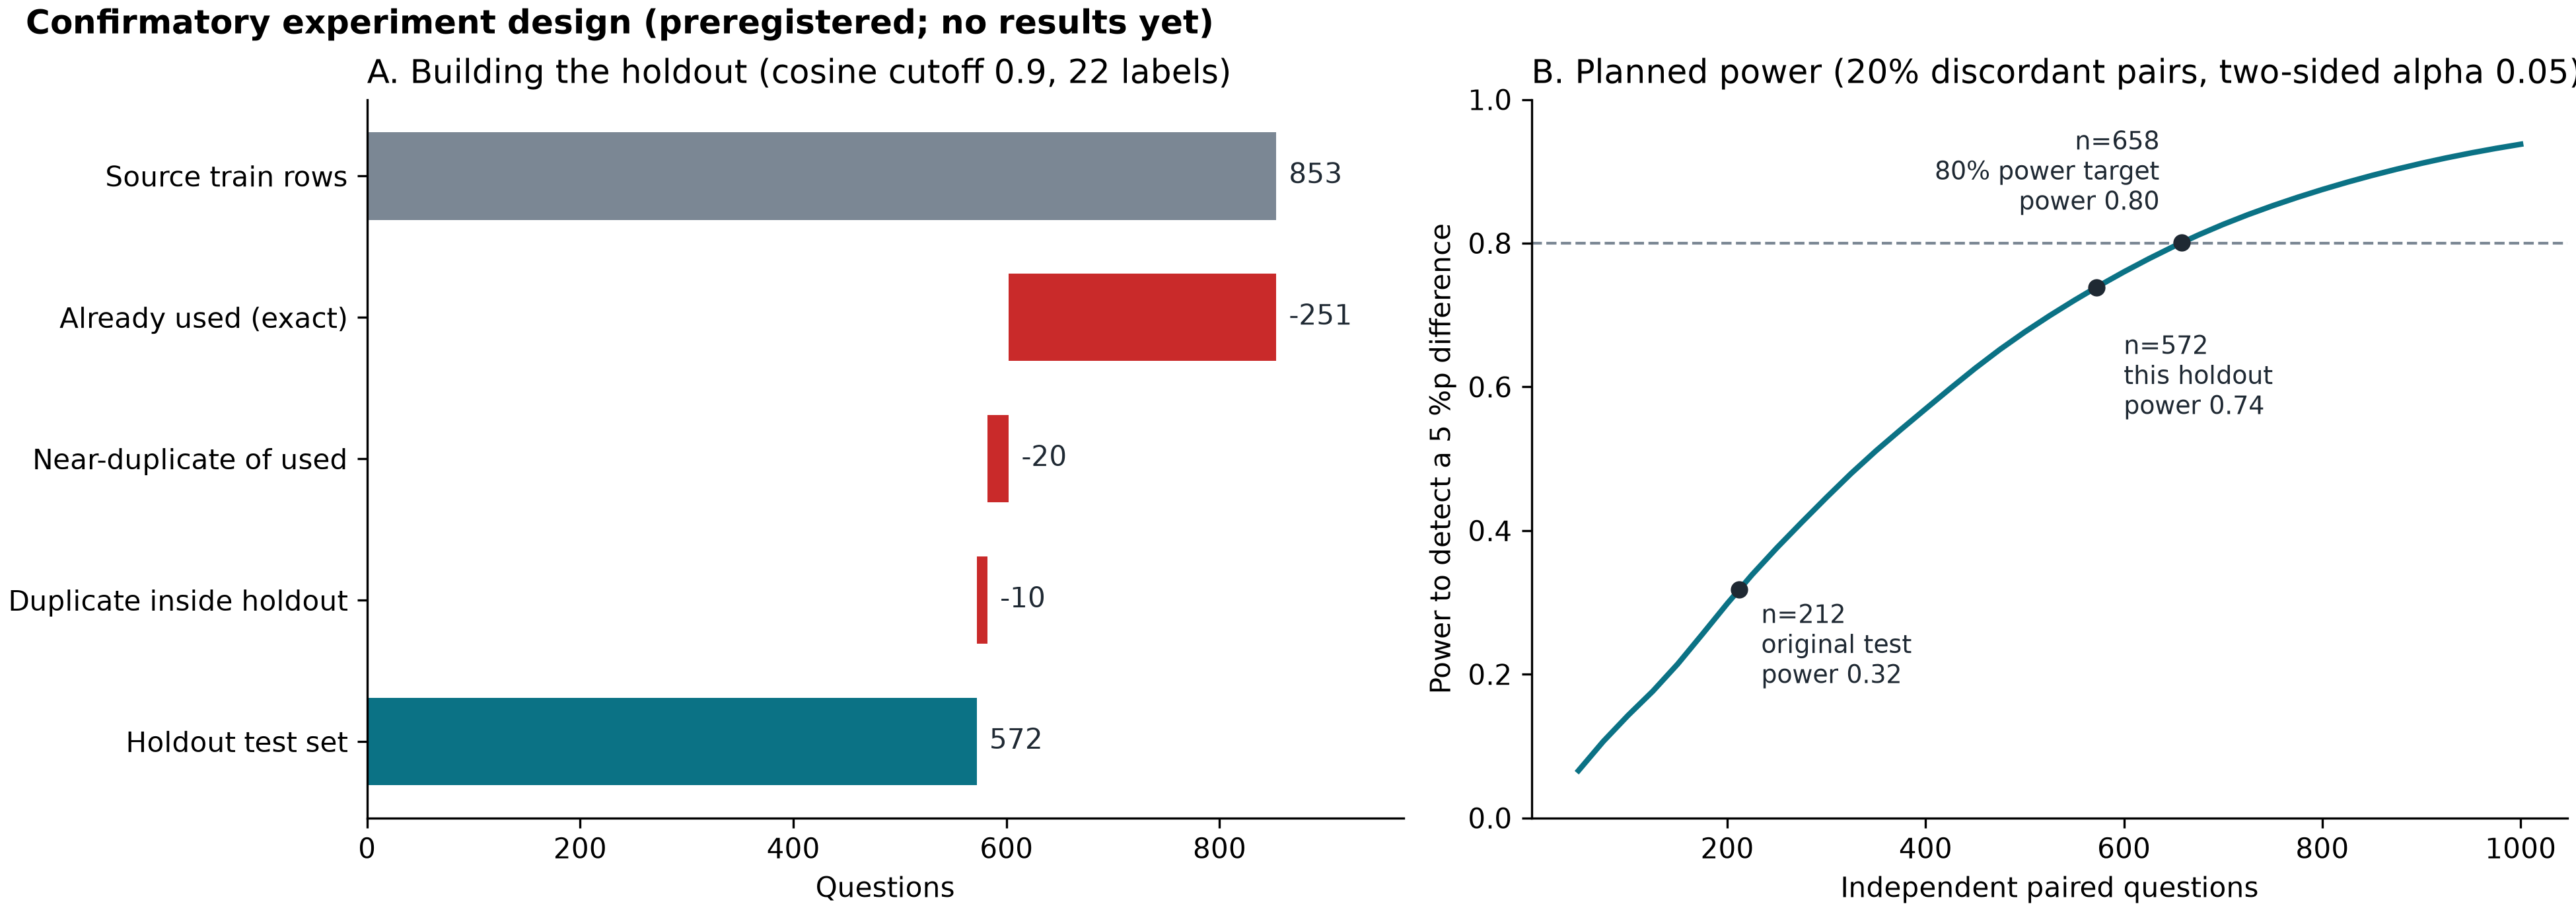 Confirmatory experiment design (preregistered; no results yet)
A. Building the holdout (cosine cutoff 0.9, 22 labels)
Source train rows
853
Already used (exact)
-251
Near-duplicate of used
-20
Duplicate inside holdout
-10
Holdout test set
572
0
200
400
600
800
Questions
B. Planned power (20% discordant pairs, two-sided alpha 0.05)
Power to detect a 5 %p difference
1.0
0.8
0.6
0.4
0.2
0.0
n=658
80% power target
power 0.80
n=572
this holdout
power 0.74
n=212
original test
power 0.32
200
400
600
800
1000
Independent paired questions